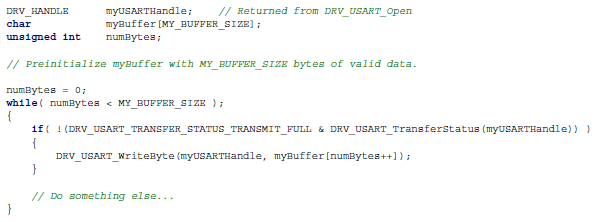 DRV_HANDLE myUSARTHandle; // Returned from DRV_USART_Open
char myBuffer[MY_BUFFER_SIZE];
unsigned int numBytes;
// Preinitialize myBuffer with MY_BUFFER_SIZE bytes of valid data.
numBytes = 0;
while( numBytes < MY_BUFFER_SIZE );
{
if( !(DRV_USART_TRANSFER_STATUS_TRANSMIT_FULL & DRV_USART_TransferStatus(myUSARTHandle)) )
{
DRV_USART_WriteByte(myUSARTHandle, myBuffer[numBytes++]);
}
// Do something else...
}